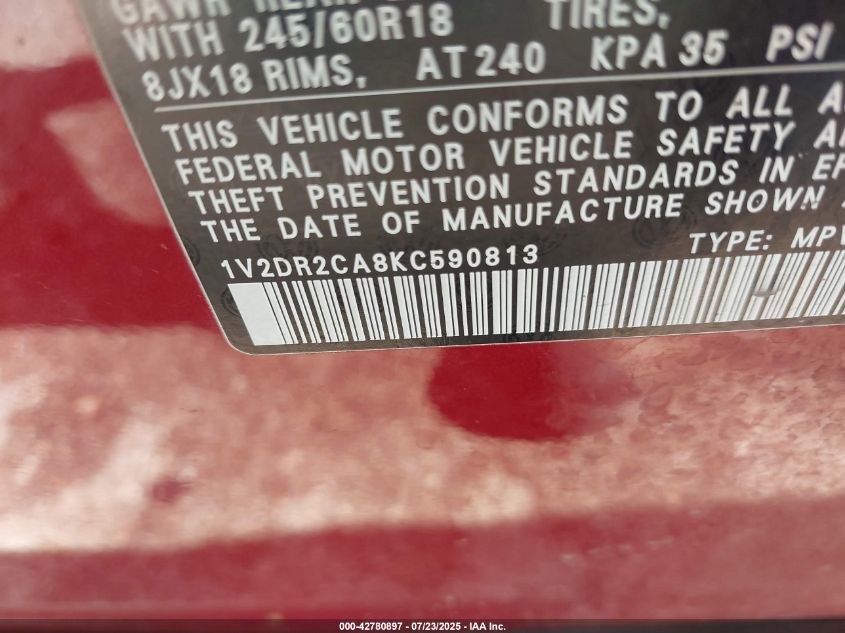 WITH 245/60R18 TIRES,
8JX18 RIMS, AT 240 KPA 35 PSI
THIS VEHICLE CONFORMS TO ALL
FEDERAL MOTOR VEHICLE SAFETY
THEFT PREVENTION STANDARDS IN
THE DATE OF MANUFACTURE SHOWN
1V2DR2CA8KC590813 TYPE: MPV
000-42780897 - 07/23/2025 - IAA Inc.